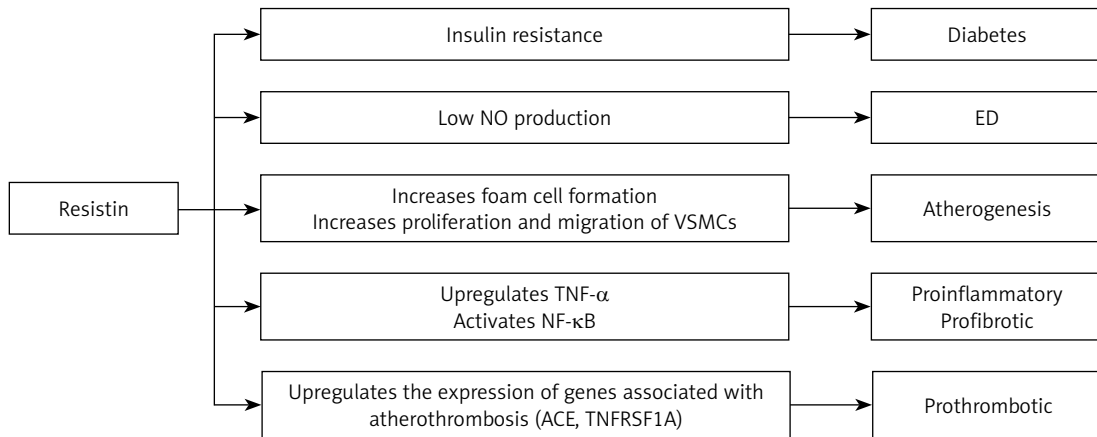 Insulin resistance
Diabetes
Low NO production
ED
Resistin
Increases foam cell formation
Increases proliferation and migration of VSMCs
Atherogenesis
Upregulates TNF-α
Activates NF-κB
Proinflammatory
Profibrotic
Upregulates the expression of genes associated with
atherothrombosis (ACE, TNFRSF1A)
Prothrombotic